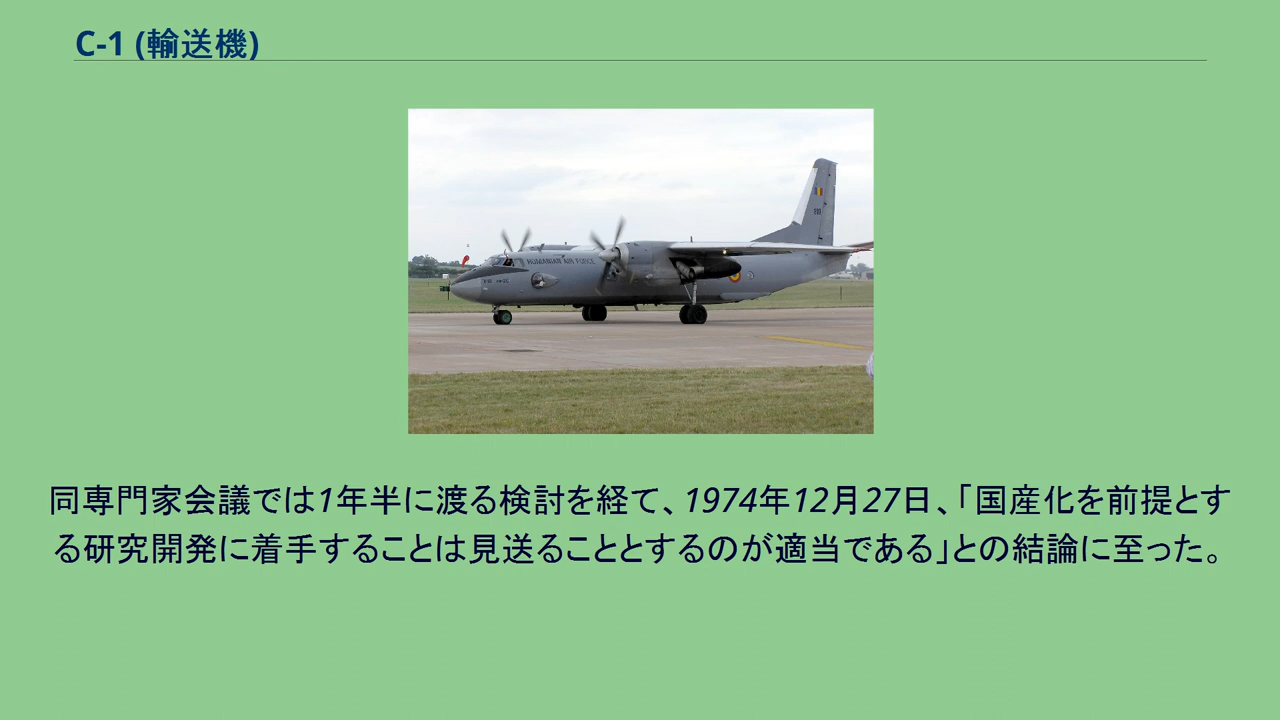 C-1 (輸送機)
ROMANIAN AIR FORCE
同専門家会議では1年半に渡る検討を経て、1974年12月27日、「国産化を前提とす
る研究開発に着手することは見送ることとするのが適当である」との結論に至った。